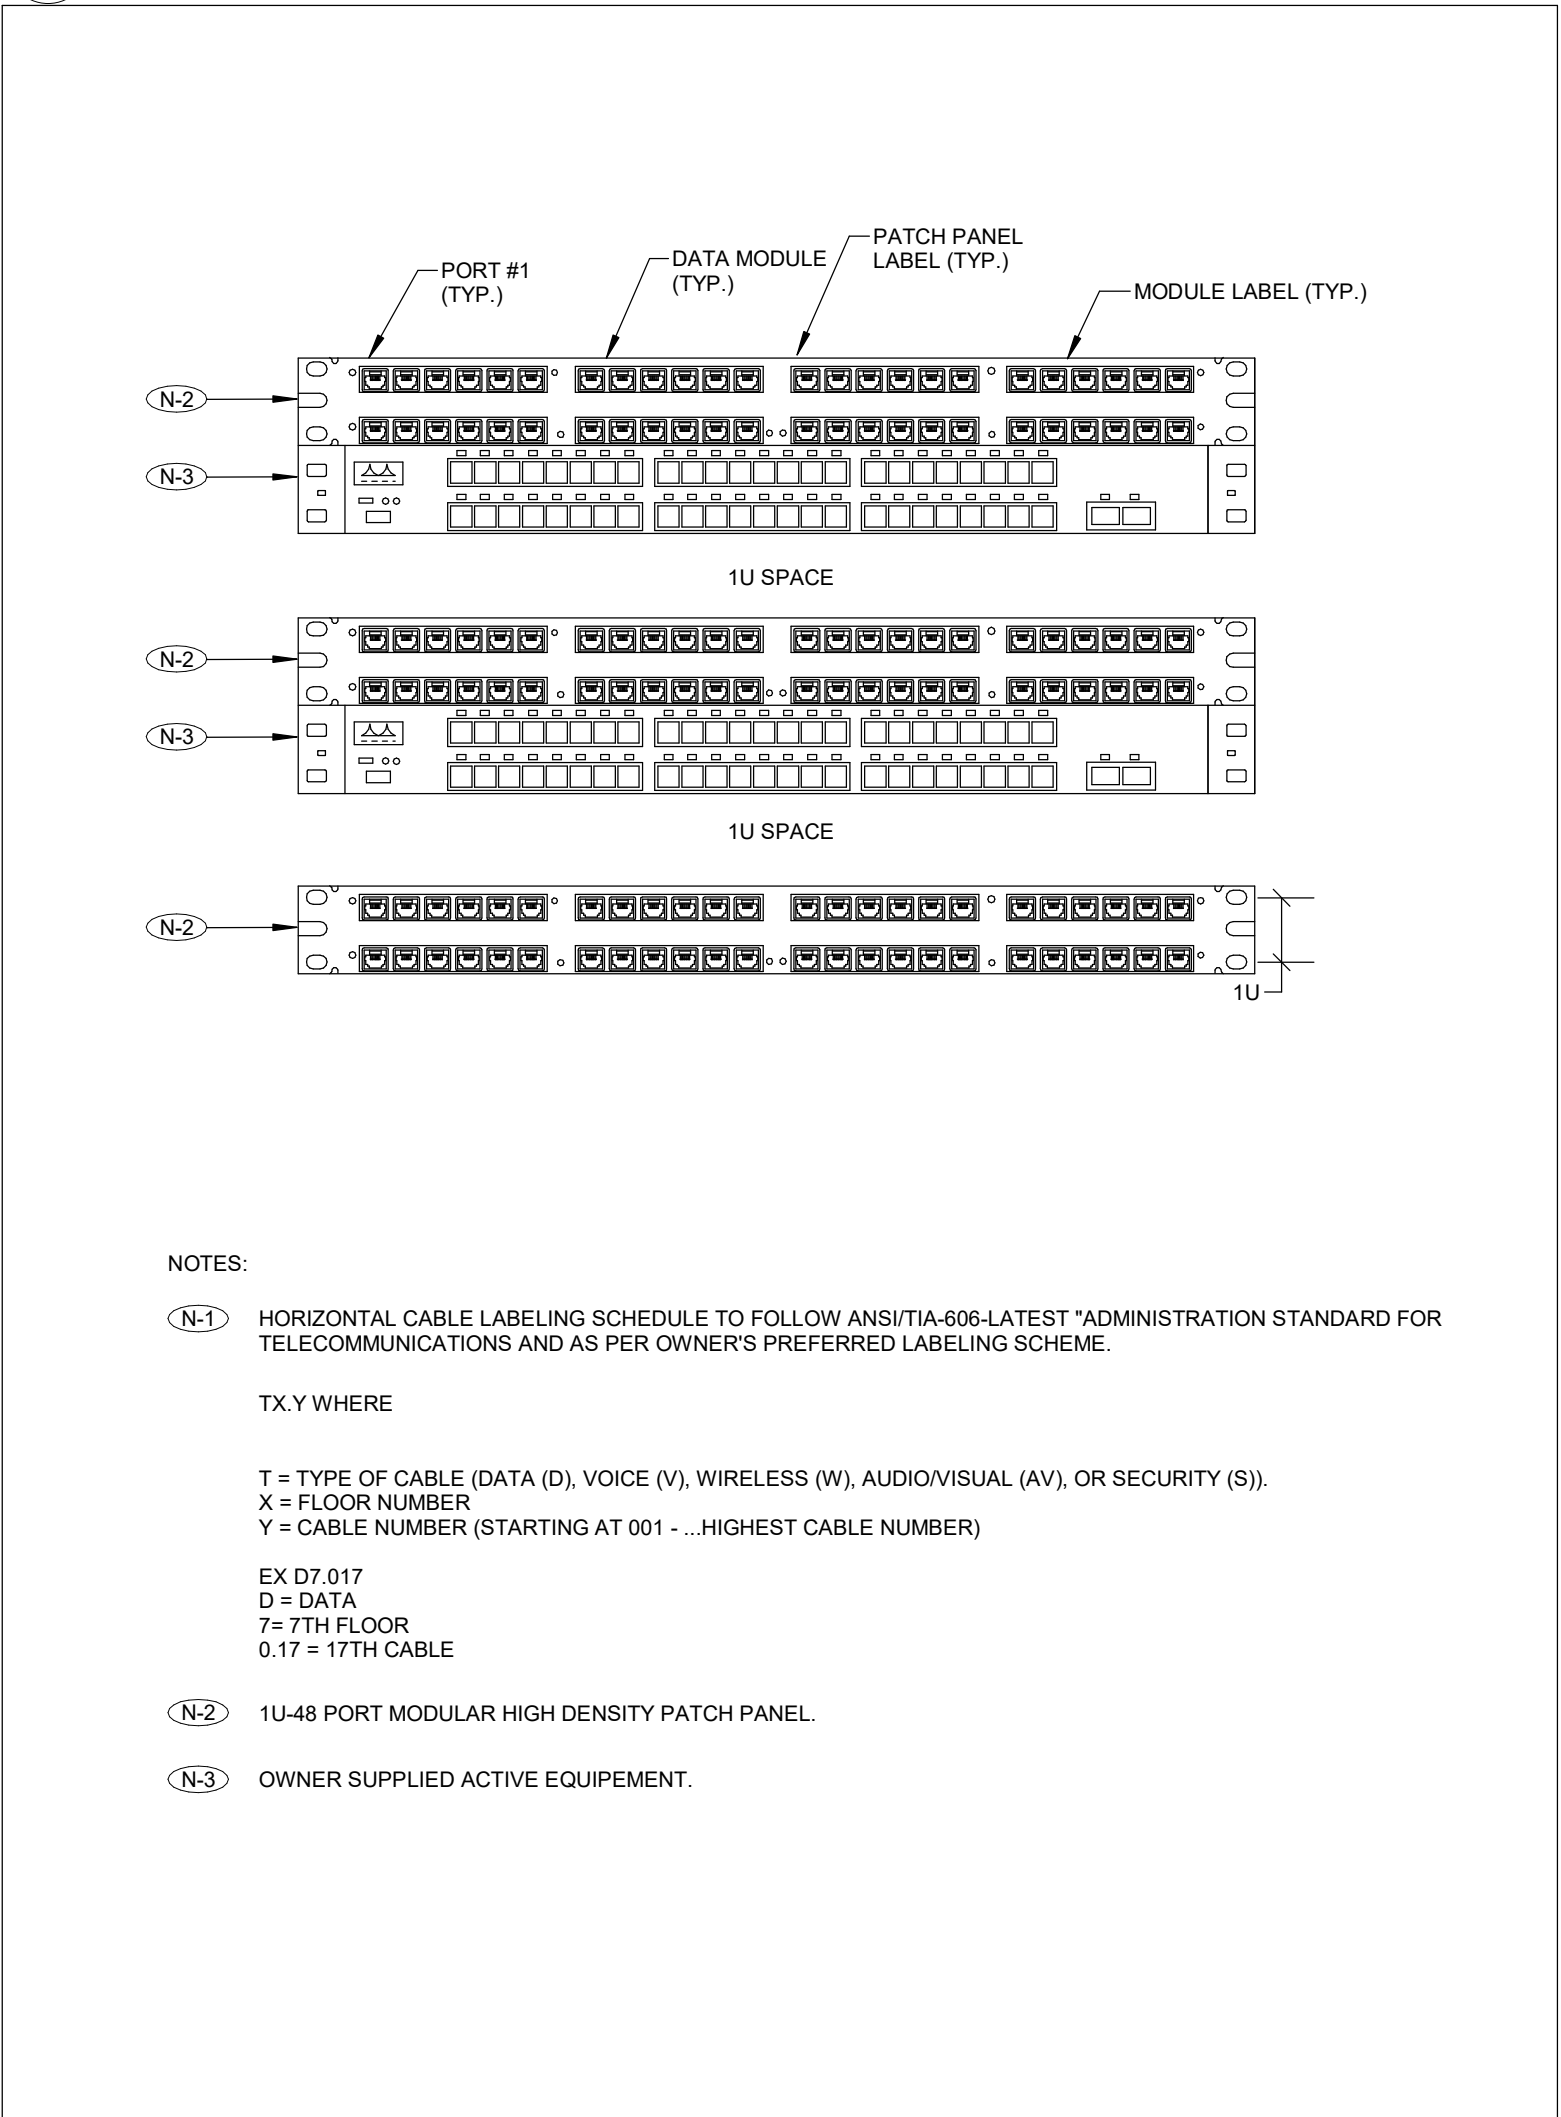 PATCH PANEL
LABEL (TYP.)
DATA MODULE
(TYP.)
PORT #1
(TYP.)
MODULE LABEL (TYP.)
N-2
N-3
1U SPACE
N-2
N-3
1U SPACE
N-2
1U
NOTES:
N-1 HORIZONTAL CABLE LABELING SCHEDULE TO FOLLOW ANSI/TIA-606-LATEST "ADMINISTRATION STANDARD FOR
TELECOMMUNICATIONS AND AS PER OWNER'S PREFERRED LABELING SCHEME.
TX.Y WHERE
T = TYPE OF CABLE (DATA (D), VOICE (V), WIRELESS (W), AUDIO/VISUAL (AV), OR SECURITY (S)).
X = FLOOR NUMBER
Y = CABLE NUMBER (STARTING AT 001 - ...HIGHEST CABLE NUMBER)
EX D7.017
D = DATA
7= 7TH FLOOR
0.17 = 17TH CABLE
N-2 1U-48 PORT MODULAR HIGH DENSITY PATCH PANEL.
N-3 OWNER SUPPLIED ACTIVE EQUIPEMENT.